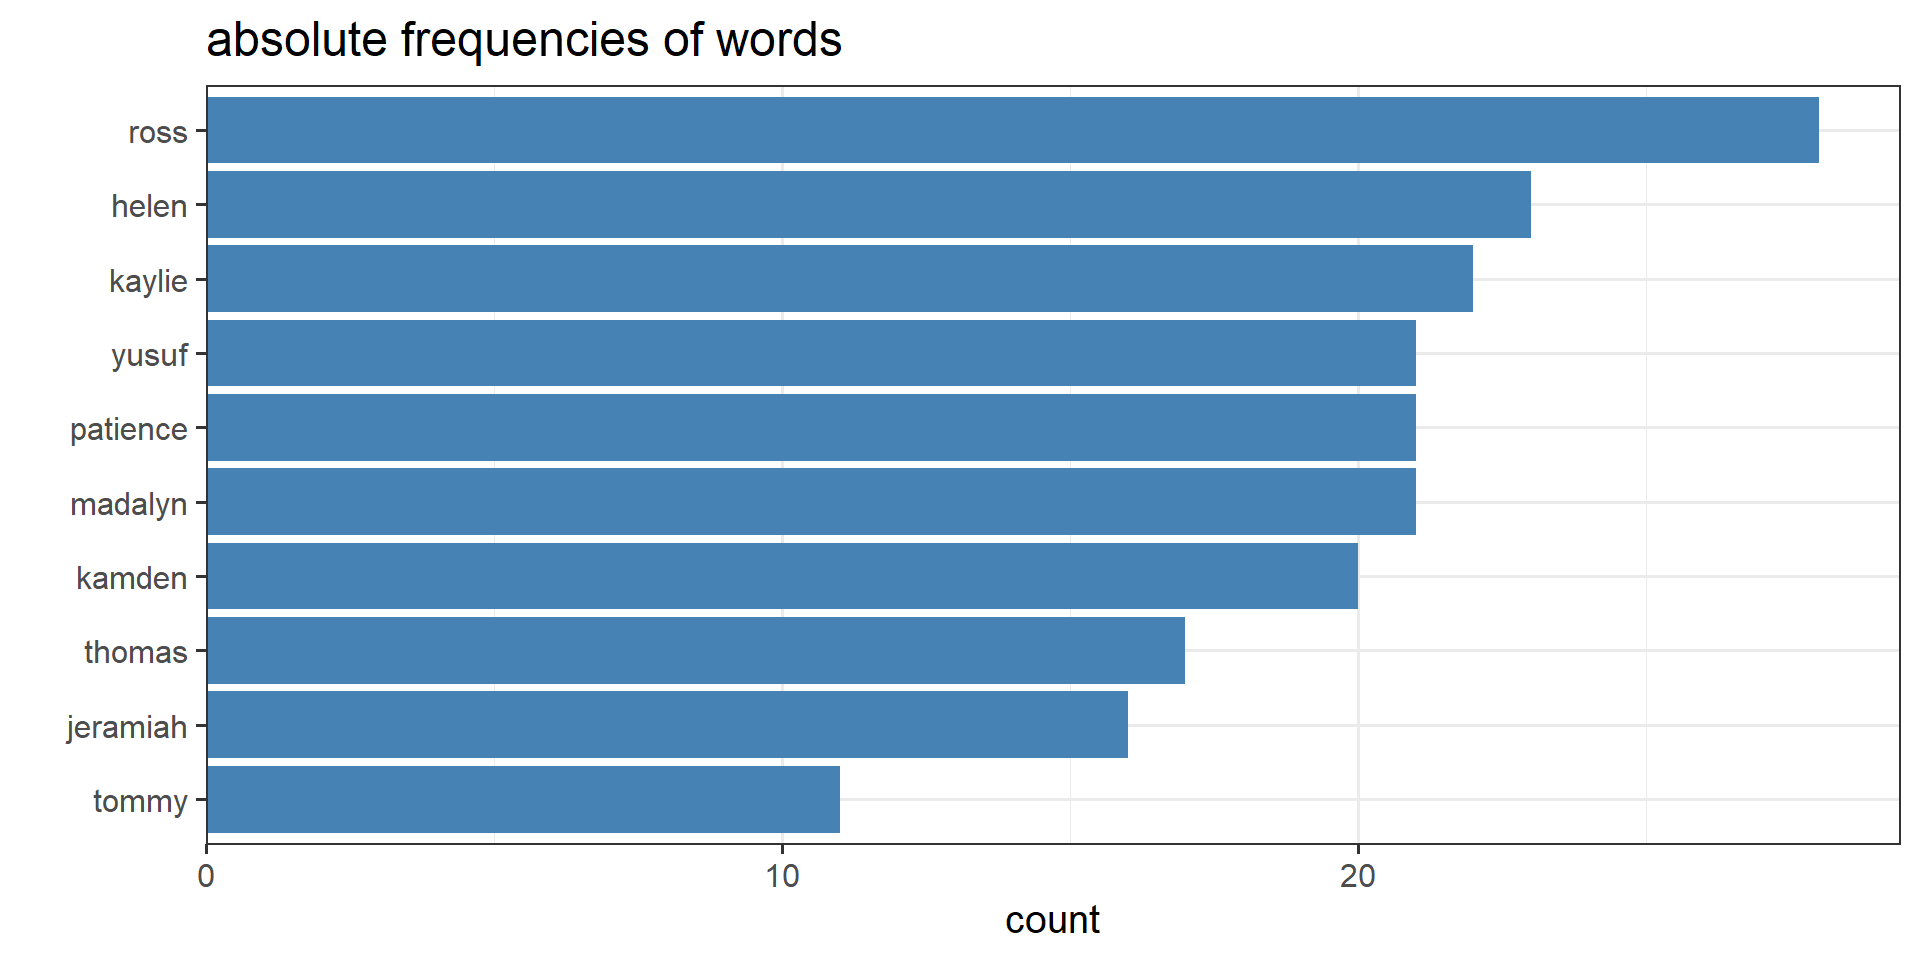 absolute frequencies of words
ross
helen
kaylie
yusuf
patience
madalyn
kamden
thomas
jeramiah
tommy
0 10 20
count